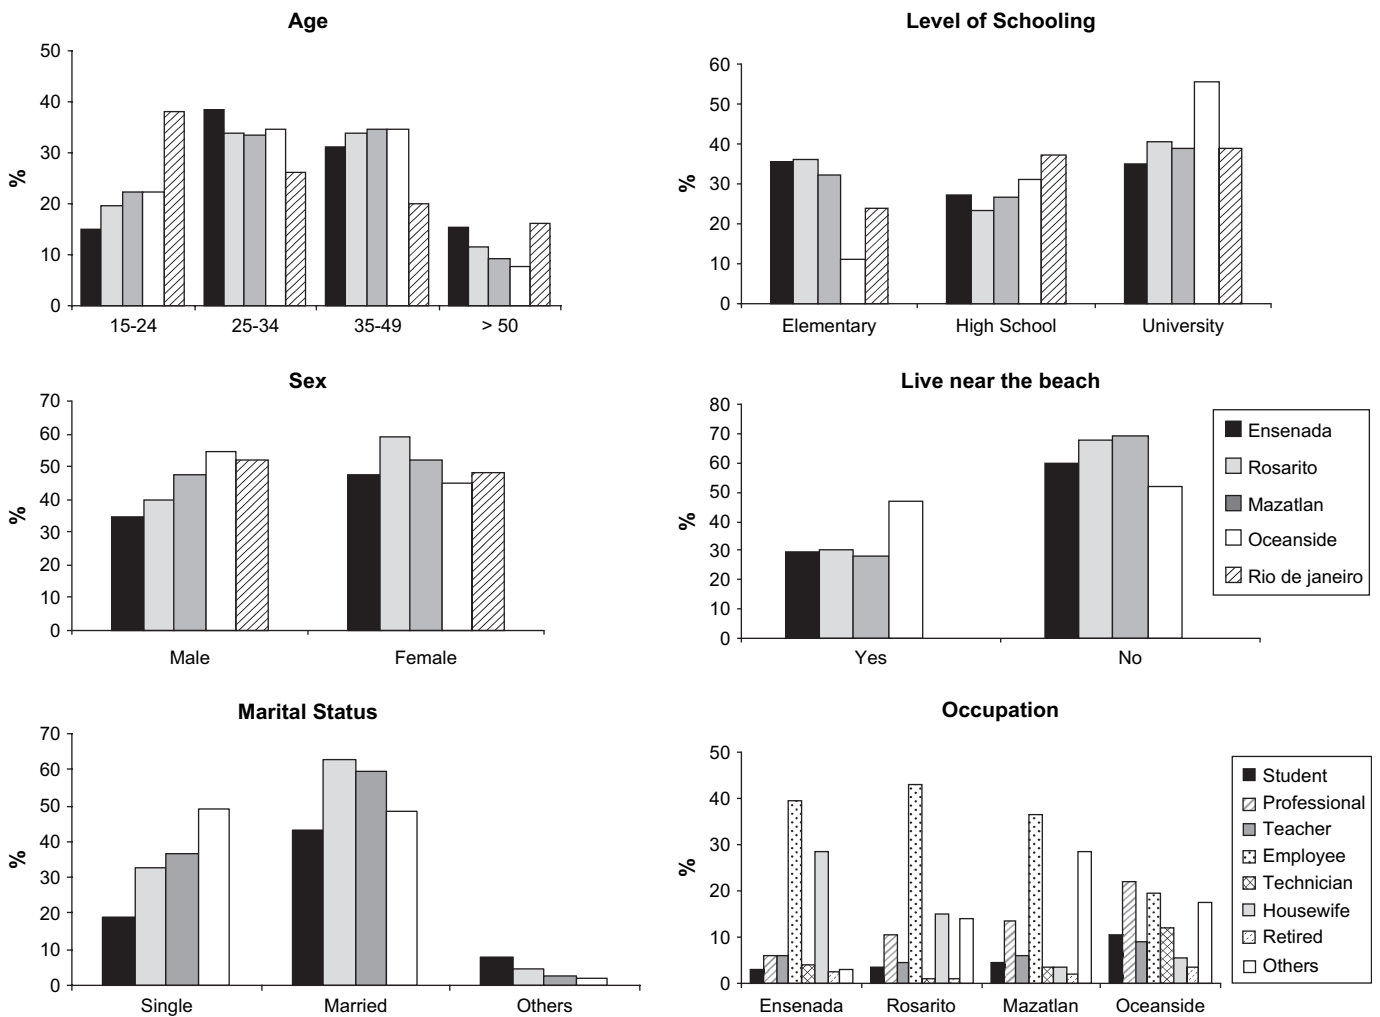 Age
50
40
30
20
10
0
%
15-24 25-34 35-49 > 50
Level of Schooling
60
50
40
30
20
10
0
%
Elementary High School University
Sex
70
60
50
40
30
20
10
0
%
Male Female
Live near the beach
80
70
60
50
40
30
20
10
0
%
Yes No
Ensenada
Rosarito
Mazatlan
Oceanside
Rio de janeiro
Marital Status
70
60
50
40
30
20
10
0
%
Single Married Others
Occupation
50
40
30
20
10
0
%
Ensenada Rosarito Mazatlan Oceanside
Student
Professional
Teacher
Employee
Technician
Housewife
Retired
Others